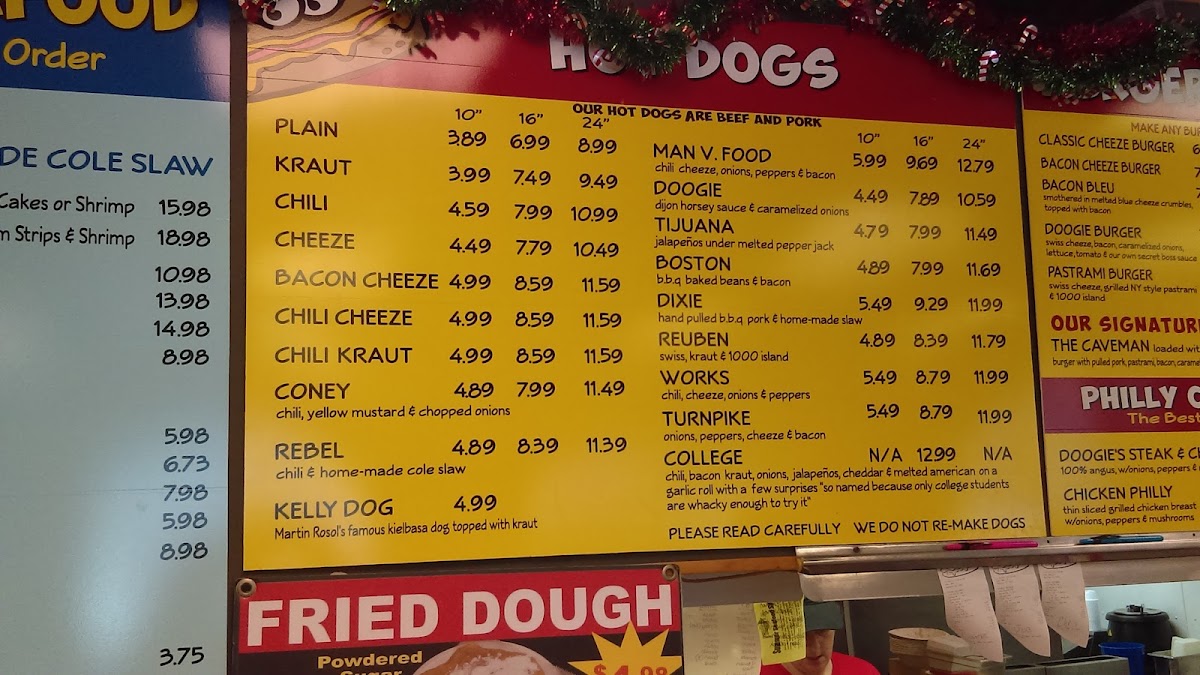 Order
DE COLE SLAW
Cakes or Shrimp 15.98
Strips & Shrimp 18.98
10.98
13.98
14.98
8.98
5.98
6.73
7.98
5.98
8.98
3.75
HOT DOGS
OUR HOT DOGS ARE BEEF AND PORK
10" 16" 24"
PLAIN 3.89 6.99 8.99
KRAUT 3.99 7.49 9.49
CHILI 4.59 7.99 10.99
CHEEZE 4.49 7.79 10.49
BACON CHEEZE 4.99 8.59 11.59
CHILI CHEEZE 4.99 8.59 11.59
CHILI KRAUT 4.99 8.59 11.59
CONEY 4.89 7.99 11.49
chili, yellow mustard & chopped onions
REBEL 4.89 8.39 11.39
chili & home-made cole slaw
KELLY DOG 4.99
Martin Rosol's famous kielbasa dog topped with kraut
10" 16" 24"
MAN V. FOOD 5.99 9.69 12.79
chili cheeze, onions, peppers & bacon
DOOGIE 4.49 7.89 10.59
dijon horsey sauce & caramelized onions
TIJUANA 4.79 7.99 11.49
jalapeños under melted pepper jack
BOSTON 4.89 7.99 11.69
b.b.q baked beans & bacon
DIXIE 5.49 9.29 11.99
hand pulled b.b.q pork & home-made slaw
REUBEN 4.89 8.39 11.79
swiss, kraut & 1000 island
WORKS 5.49 8.79 11.99
chili, cheeze, onions & peppers
TURNPIKE 5.49 8.79 11.99
onions, peppers, cheeze & bacon
COLLEGE N/A 12.99 N/A
chili, bacon kraut, onions, jalapeños, cheddar & melted american on a
garlic roll with a few surprises "so named because only college students
are whacky enough to try it"
PLEASE READ CAREFULLY WE DO NOT RE-MAKE DOGS
MAKE ANY BU
CLASSIC CHEEZE BURGER 6
BACON CHEEZE BURGER
BACON BLEU
smothered in melted blue cheeze crumbles,
topped with bacon
DOOGIE BURGER
swiss cheeze, bacon, caramelized onions,
lettuce, tomato & our own secret boss sauce
PASTRAMI BURGER
swiss cheeze, grilled NY style pastrami
& 1000 island
OUR SIGNATUR
THE CAVEMAN loaded wit
burger with pulled pork, pastrami, bacon, carame
PHILLY C
The Best
DOOGIE'S STEAK & CH
100% angus, w/onions, peppers &
CHICKEN PHILLY
thin sliced grilled chicken breast
w/onions, peppers & mushrooms
FRIED DOUGH
Powdered
Sugar